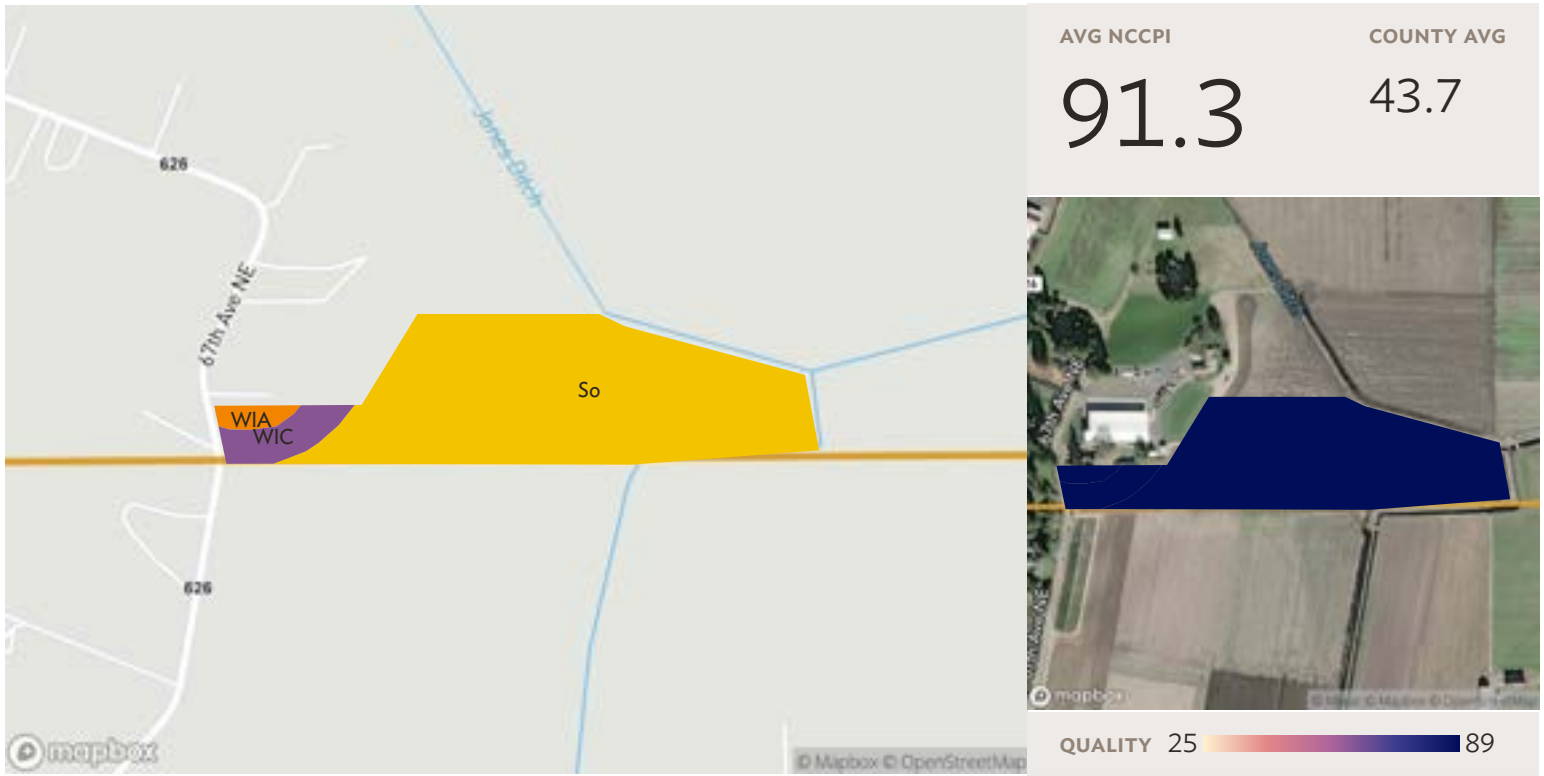 Jones Ditch
626
67th Ave NE
So
WIA
WIC
626
mapbox
© Mapbox © OpenStreetMap
AVG NCCPI
COUNTY AVG
91.3
43.7
mapbox
QUALITY 25 89